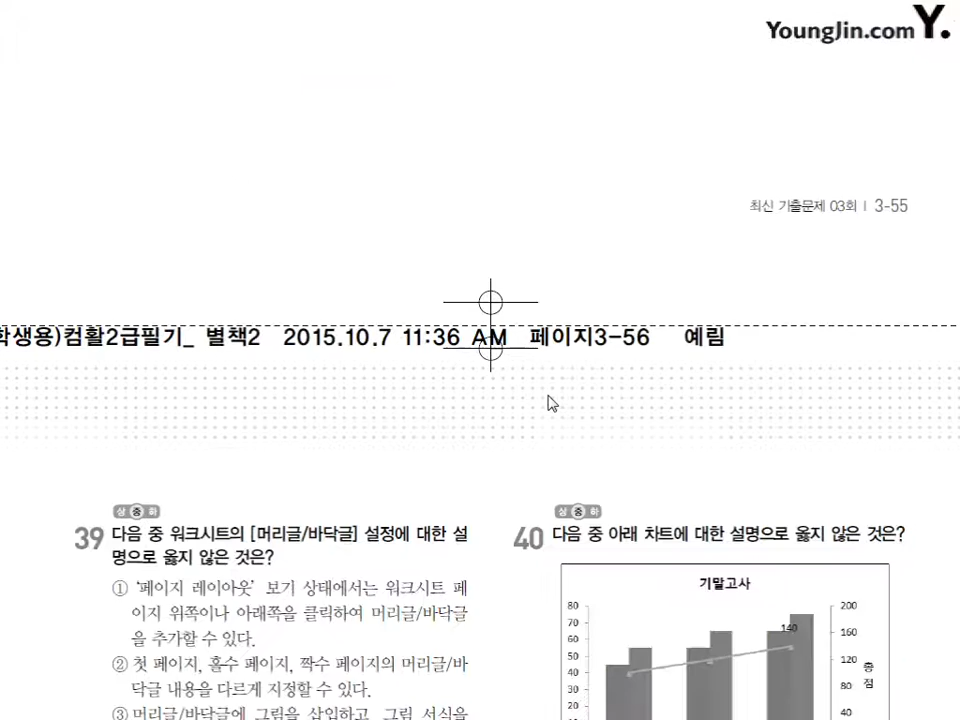 YoungJin.com Y.
최신 기출문제 03회 | 3-55
학생용)컴활2급필기_ 별책2 2015.10.7 11:36 AM 페이지3-56 예림
상 중 하
39 다음 중 워크시트의 [머리글/바닥글] 설정에 대한 설
명으로 옳지 않은 것은?
① ‘페이지 레이아웃’ 보기 상태에서는 워크시트 페
이지 위쪽이나 아래쪽을 클릭하여 머리글/바닥글
을 추가할 수 있다.
② 첫 페이지, 홀수 페이지, 짝수 페이지의 머리글/바
닥글 내용을 다르게 지정할 수 있다.
③ 머리글/바닥글에 그림을 삽입하고, 그림 서식을
상 중 하
40 다음 중 아래 차트에 대한 설명으로 옳지 않은 것은?
기말고사
80
70
60
50
40
30
20
140
200
160
120
80
40
총
점